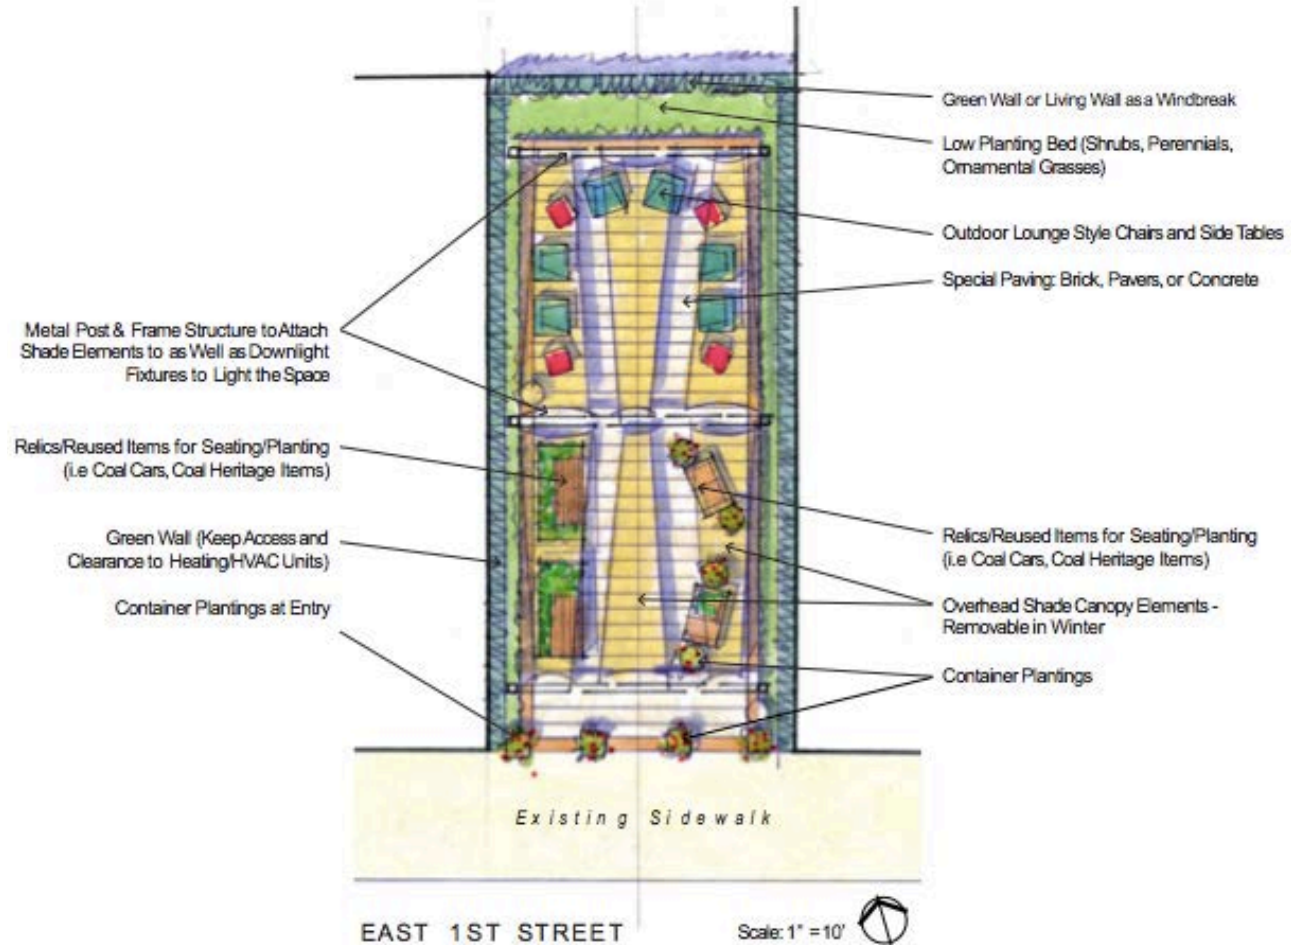 Green Wall or Living Wall as a Windbreak
Low Planting Bed (Shrubs, Perennials,
Ornamental Grasses)
Outdoor Lounge Style Chairs and Side Tables
Special Paving: Brick, Pavers, or Concrete
Metal Post & Frame Structure to Attach
Shade Elements to as Well as Downlight
Fixtures to Light the Space
Relics/Reused Items for Seating/Planting
(i.e Coal Cars, Coal Heritage Items)
Green Wall (Keep Access and
Clearance to Heating/HVAC Units)
Container Plantings at Entry
Relics/Reused Items for Seating/Planting
(i.e Coal Cars, Coal Heritage Items)
Overhead Shade Canopy Elements -
Removable in Winter
Container Plantings
Existing Sidewalk
EAST 1ST STREET
Scale: 1" = 10'